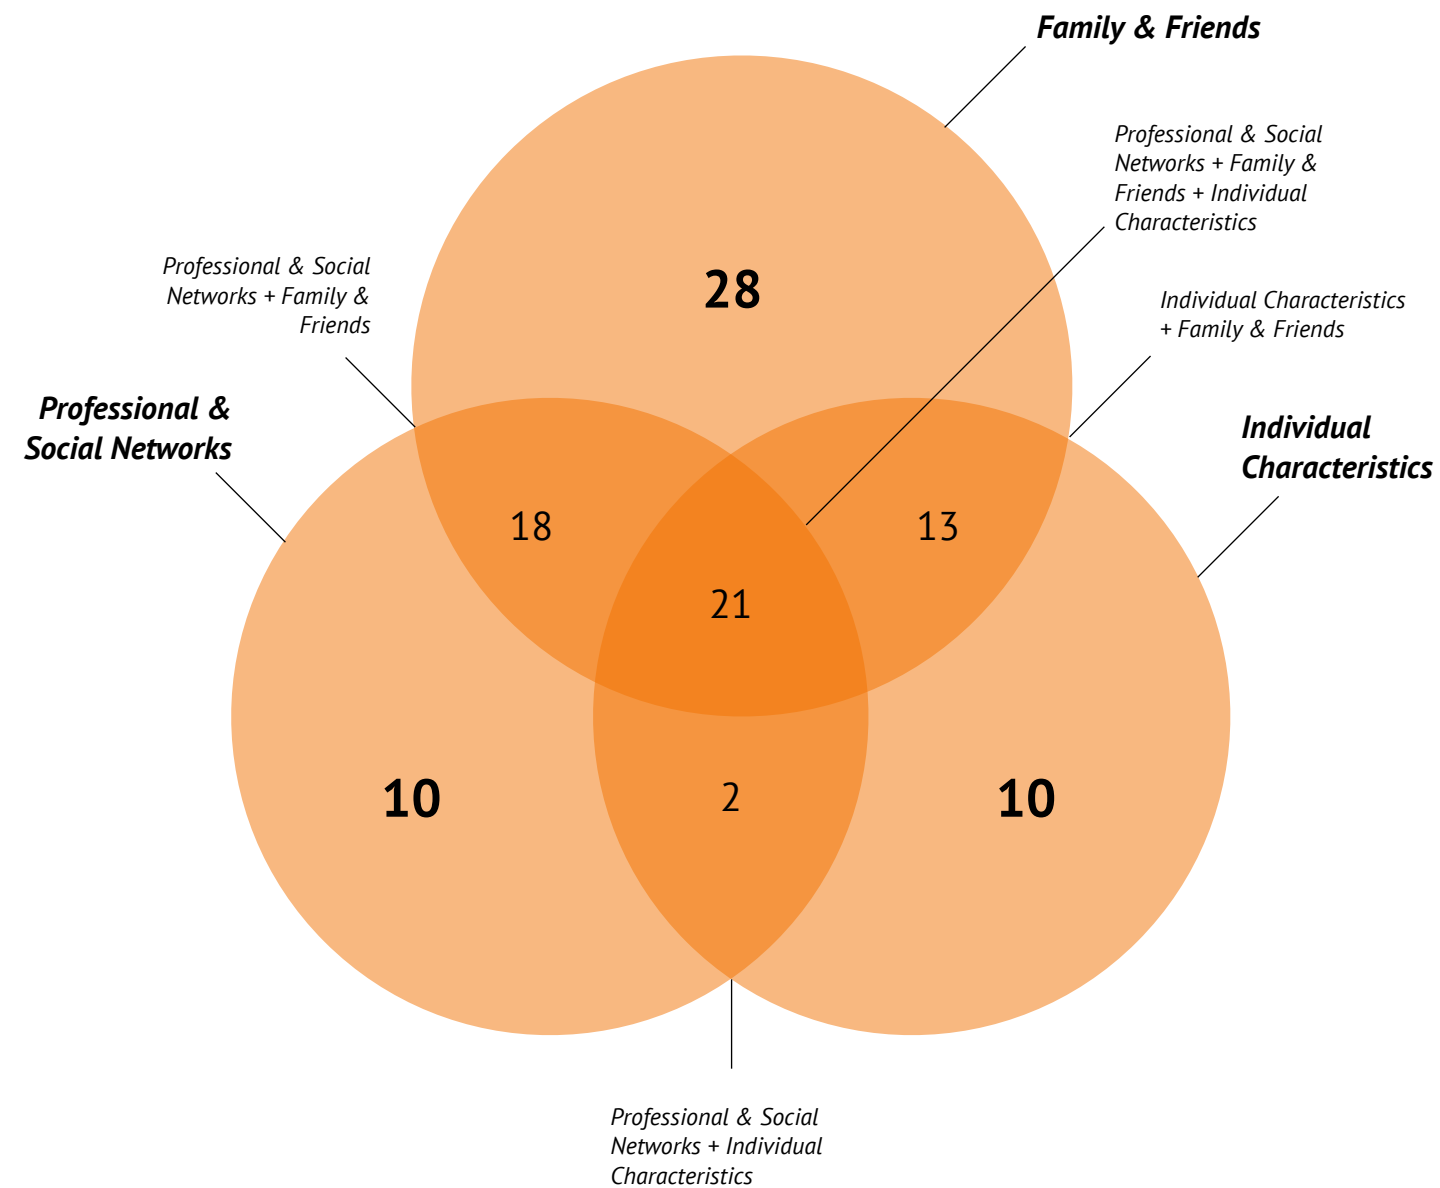 Family & Friends
Professional & Social
Networks + Family &
Friends + Individual
Characteristics
Professional & Social
Networks + Family &
Friends
28
Individual Characteristics
+ Family & Friends
Professional &
Social Networks
Individual
Characteristics
18
13
21
10
2
10
Professional & Social
Networks + Individual
Characteristics